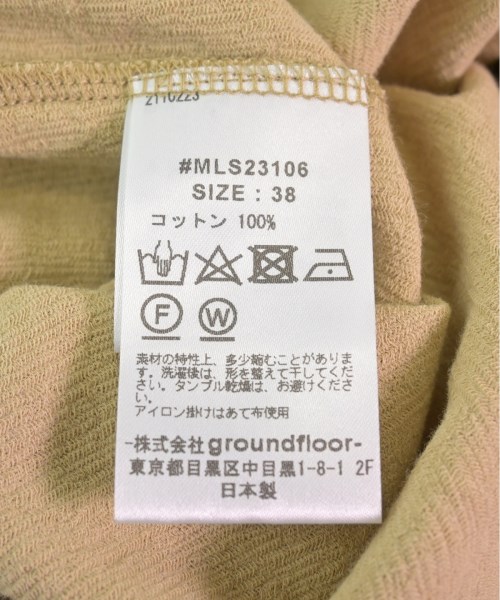 2110223
#MLS23106
SIZE : 38
コットン 100%
F W
素材の特性上、多少縮むことがありま
す。洗濯後は、形を整えて干してくだ
さい。タンブル乾燥は、お避けくださ
い。
アイロン掛けはあて布使用
-株式会社groundfloor-
東京都目黒区中目黒1-8-1 2F
日本製